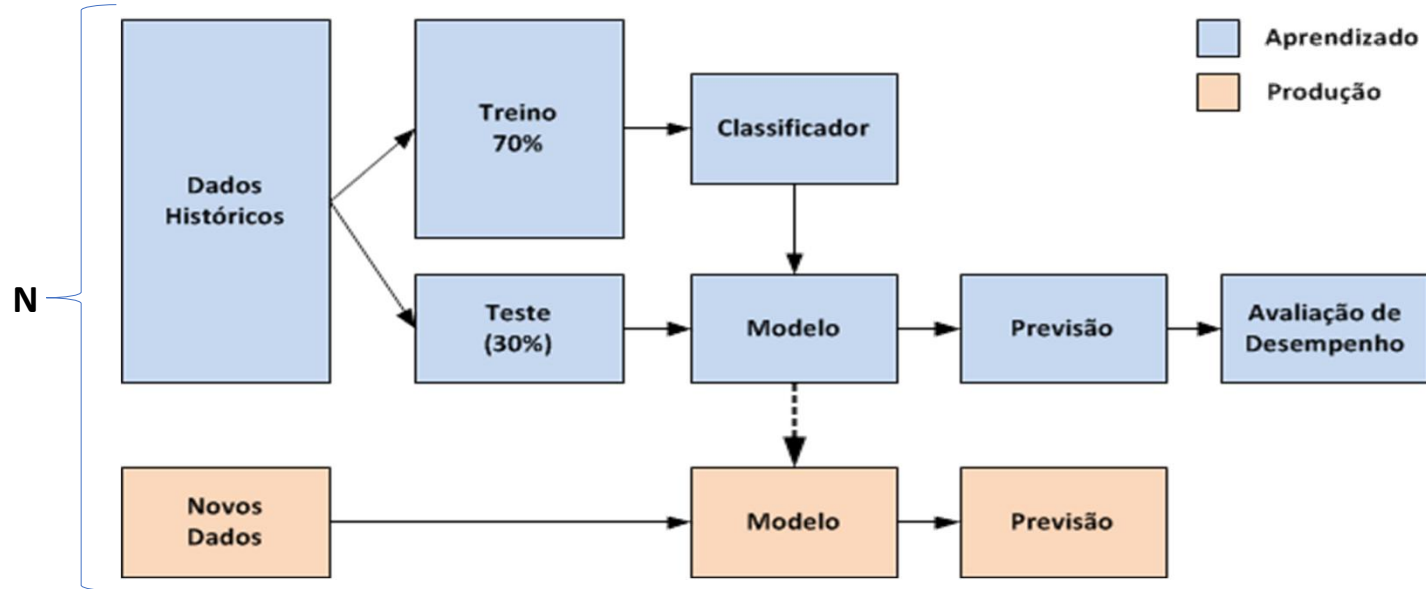 Aprendizado
Produção
N
Dados
Históricos
Treino
70%
Classificador
Teste
(30%)
Modelo
Previsão
Avaliação de
Desempenho
Novos
Dados
Modelo
Previsão